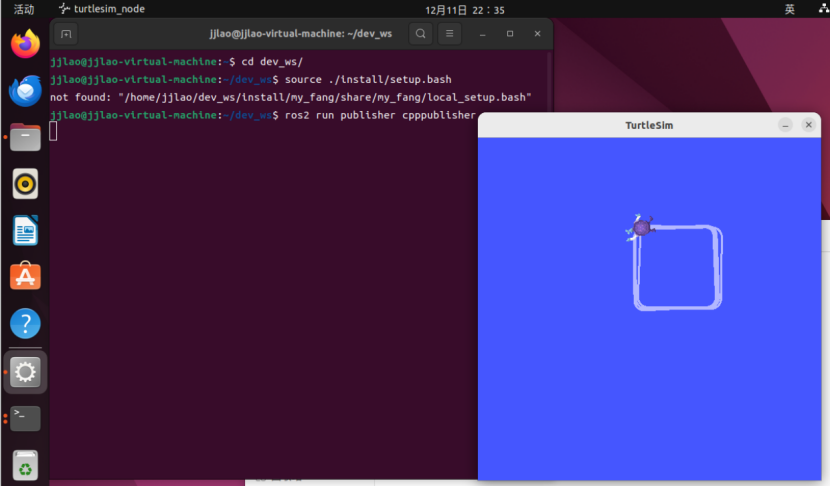 活动 turtlesim_node 12月11日 22：35 英
jjlao@jjlao-virtual-machine: ~/dev_ws
jjlao@jjlao-virtual-machine:~$ cd dev_ws/
jjlao@jjlao-virtual-machine:~/dev_ws$ source ./install/setup.bash
not found: "/home/jjlao/dev_ws/install/my_fang/share/my_fang/local_setup.bash"
jjlao@jjlao-virtual-machine:~/dev_ws$ ros2 run publisher cpppublisher
TurtleSim